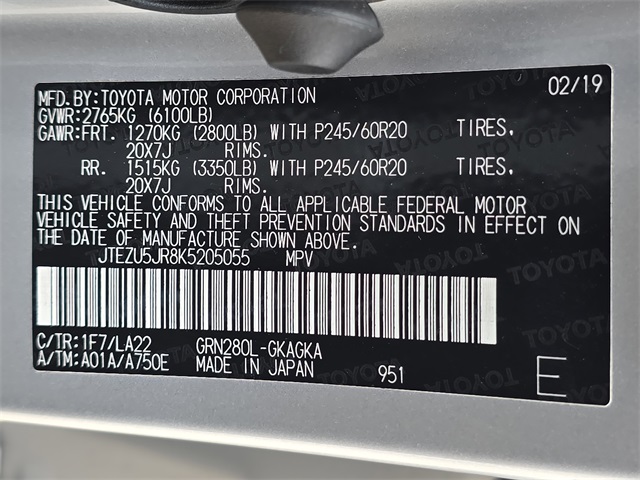 MFD.BY:TOYOTA MOTOR CORPORATION 02/19
GVWR:2765KG (6100LB)
GAWR:FRT. 1270KG (2800LB) WITH P245/60R20 TIRES,
20X7J RIMS.
RR. 1515KG (3350LB) WITH P245/60R20 TIRES,
20X7J RIMS.
THIS VEHICLE CONFORMS TO ALL APPLICABLE FEDERAL MOTOR
VEHICLE SAFETY AND THEFT PREVENTION STANDARDS IN EFFECT ON
THE DATE OF MANUFACTURE SHOWN ABOVE.
JTEZU5JR8K5205055 MPV
C/TR:1F7/LA22 GRN280L-GKAGKA
A/TM:A01A/A750E MADE IN JAPAN 951 E